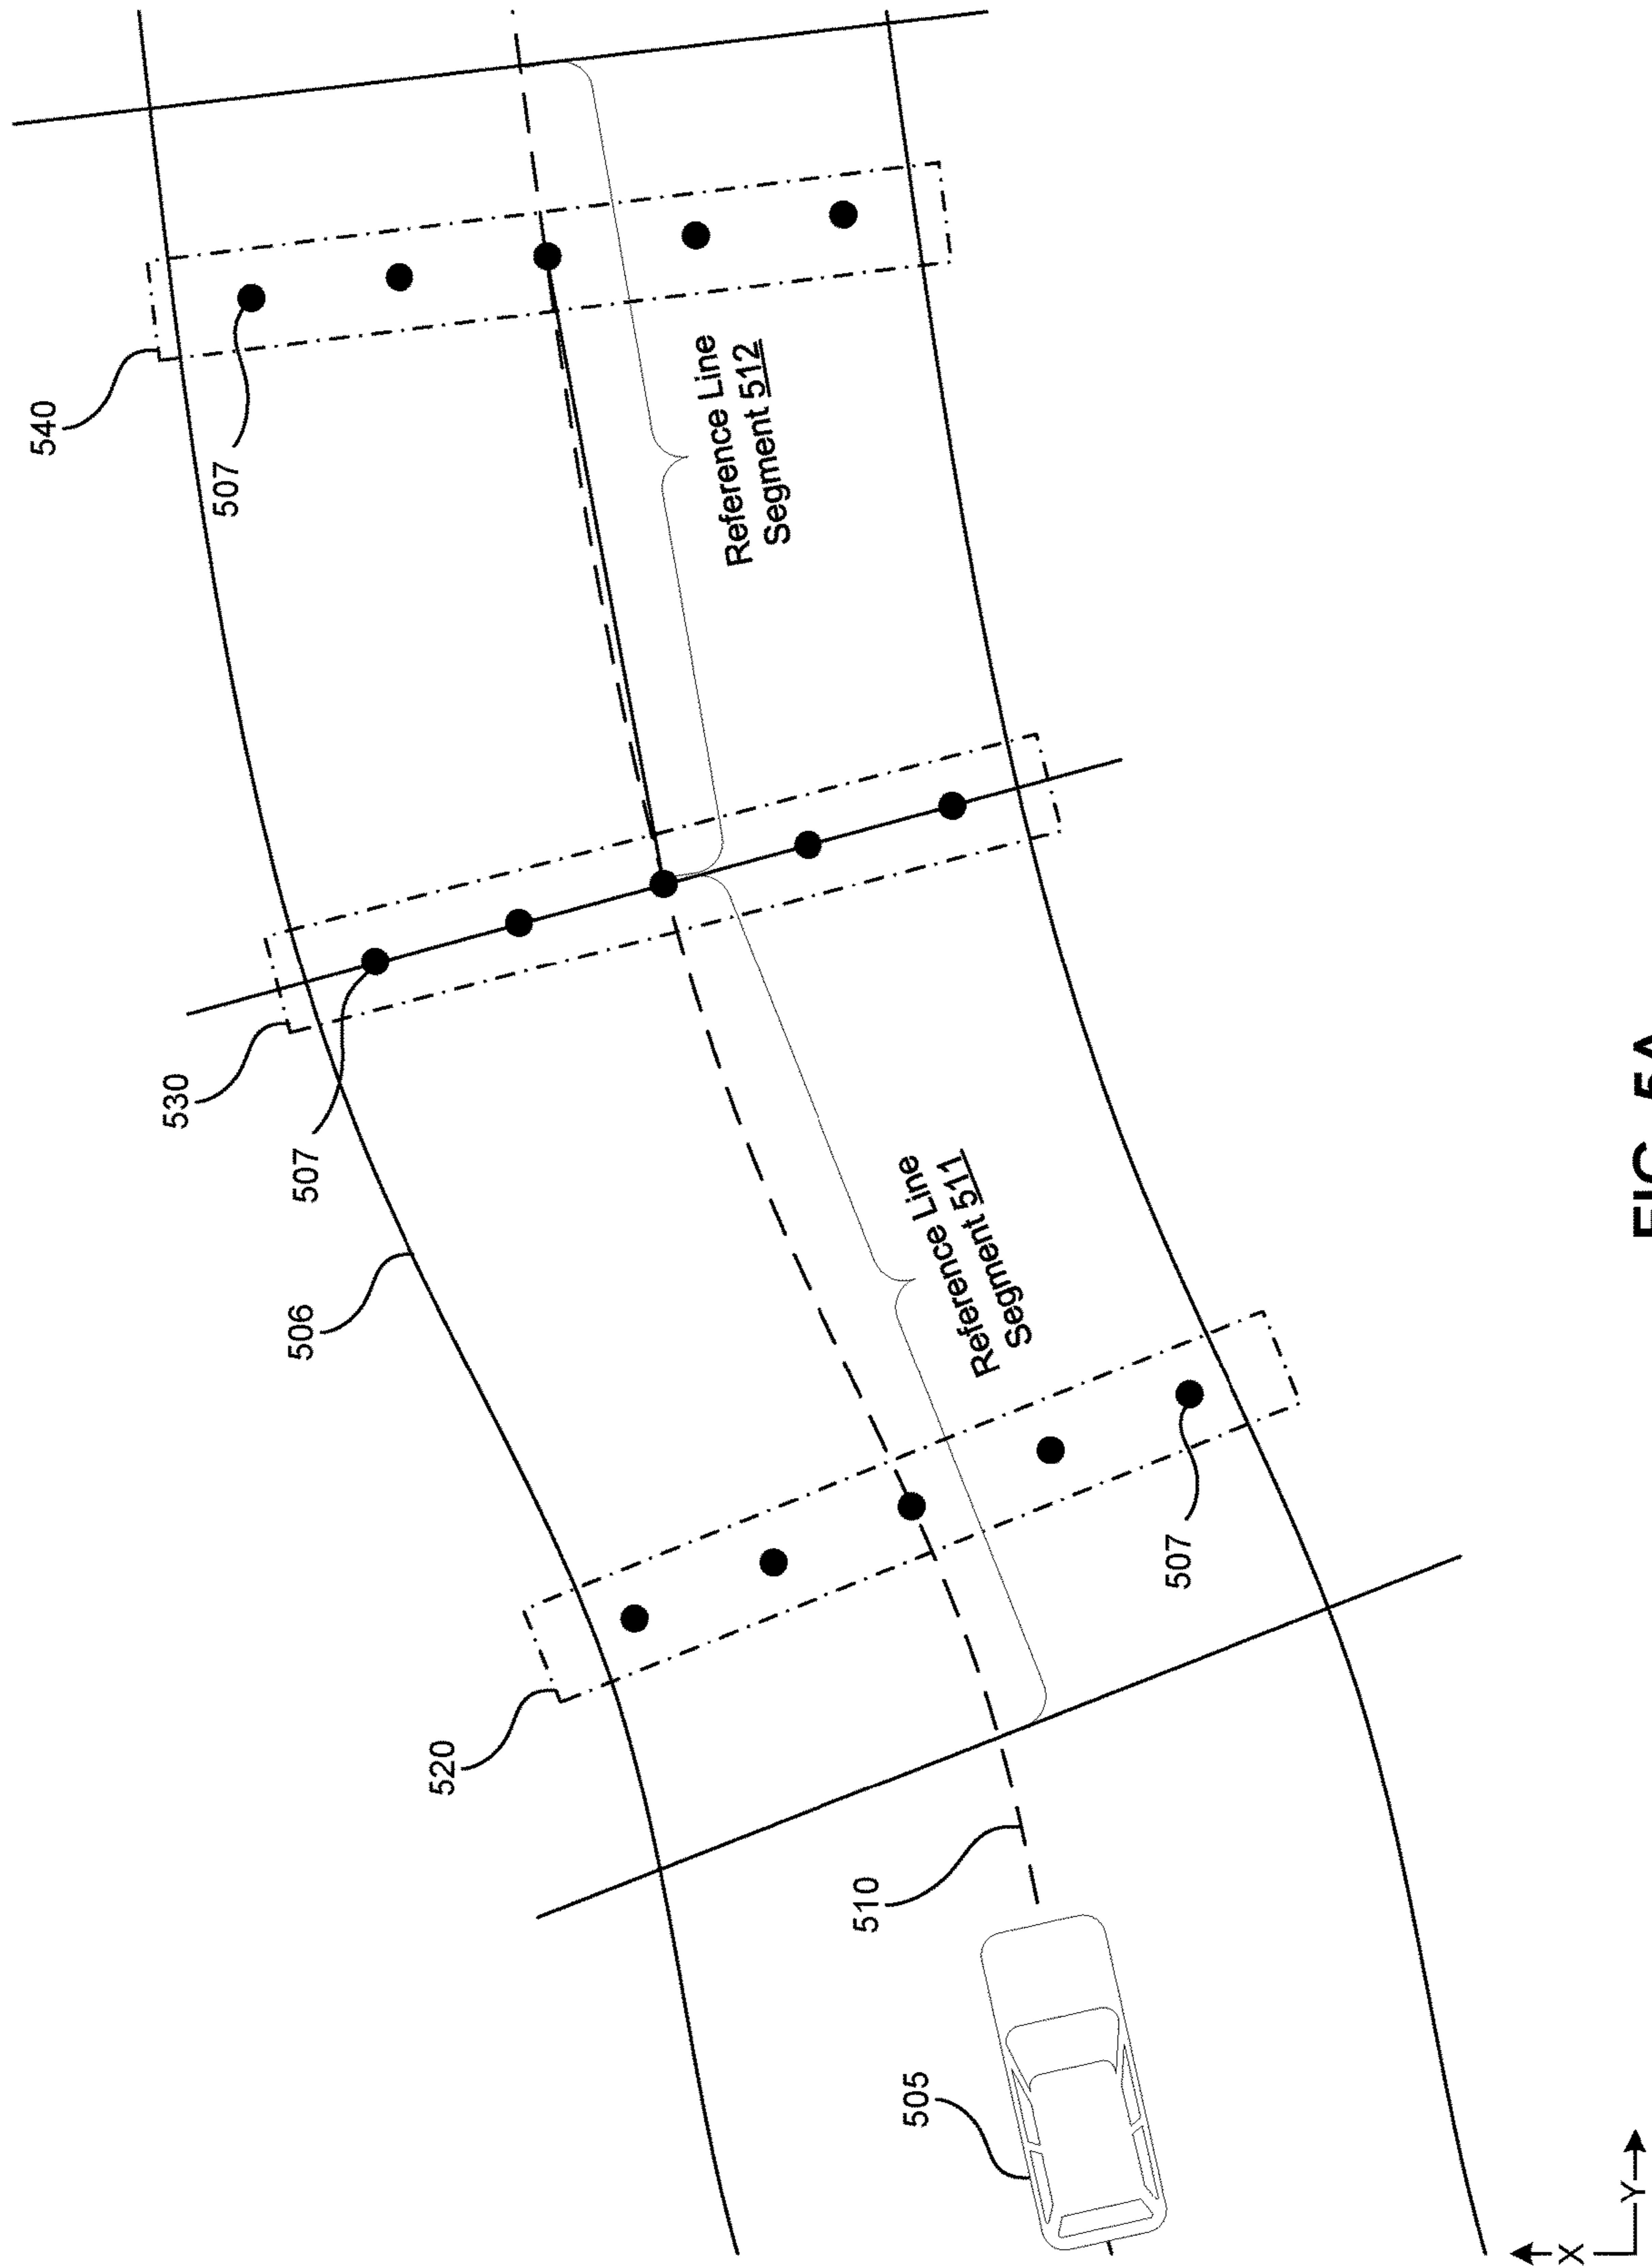 540
530
507
506
507
520
Reference Line
Segment 512
510
505
Reference Line
Segment 511
507
X
Y
FIG. 5A